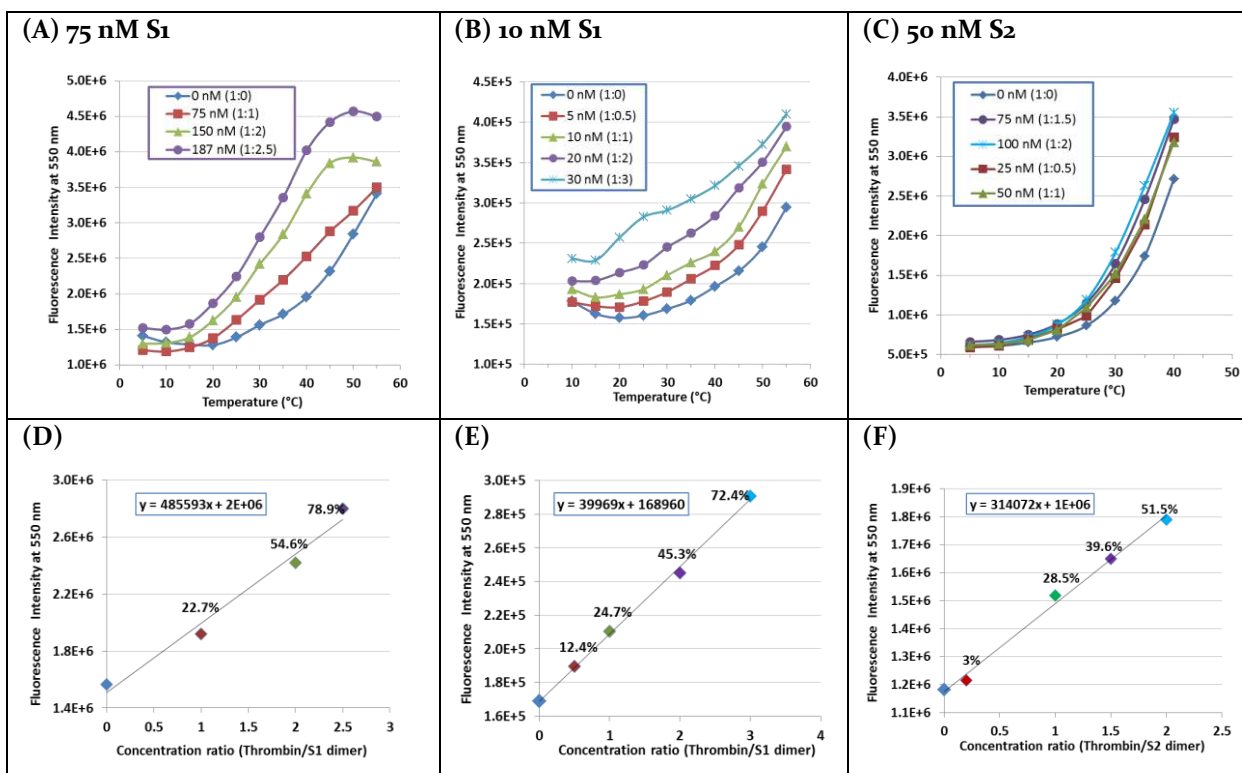 (A) 75 nM S1
Fluorescence Intensity at 550 nm
5.0E+6
4.5E+6
4.0E+6
3.5E+6
3.0E+6
2.5E+6
2.0E+6
1.5E+6
1.0E+6
0 nM (1:0)
75 nM (1:1)
150 nM (1:2)
187 nM (1:2.5)
0 10 20 30 40 50 60
Temperature (°C)
(B) 10 nM S1
Fluorescence Intensity at 550 nm
4.5E+5
4.0E+5
3.5E+5
3.0E+5
2.5E+5
2.0E+5
1.5E+5
1.0E+5
0 nM (1:0)
5 nM (1:0.5)
10 nM (1:1)
20 nM (1:2)
30 nM (1:3)
0 10 20 30 40 50 60
Temperature (°C)
(C) 50 nM S2
Fluorescence Intensity at 550 nm
4.0E+6
3.5E+6
3.0E+6
2.5E+6
2.0E+6
1.5E+6
1.0E+6
5.0E+5
0 nM (1:0)
75 nM (1:1.5)
100 nM (1:2)
25 nM (1:0.5)
50 nM (1:1)
0 10 20 30 40 50
Temperature (°C)
(D)
Fluorescence Intensity at 550 nm
3.0E+6
2.6E+6
2.2E+6
1.8E+6
1.4E+6
y = 485593x + 2E+06
78.9%
54.6%
22.7%
0 0.5 1 1.5 2 2.5 3
Concentration ratio (Thrombin/S1 dimer)
(E)
Fluorescence Intensity at 550 nm
3.0E+5
2.8E+5
2.6E+5
2.4E+5
2.2E+5
2.0E+5
1.8E+5
1.6E+5
y = 39969x + 168960
72.4%
45.3%
24.7%
12.4%
0 1 2 3 4
Concentration ratio (Thrombin/S1 dimer)
(F)
Fluorescence Intensity at 550 nm
1.9E+6
1.8E+6
1.7E+6
1.6E+6
1.5E+6
1.4E+6
1.3E+6
1.2E+6
1.1E+6
y = 314072x + 1E+06
51.5%
39.6%
28.5%
3%
0 0.5 1 1.5 2 2.5
Concentration ratio (Thrombin/S2 dimer)